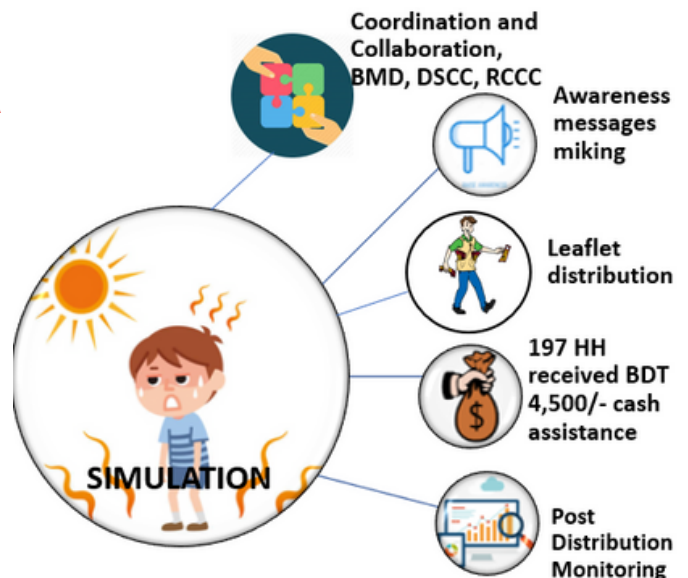 Coordination and
Collaboration,
BMD, DSCC, RCCC
Awareness
messages
miking
Leaflet
distribution
197 HH
received BDT
4,500/- cash
assistance
$
SIMULATION
Post
Distribution
Monitoring